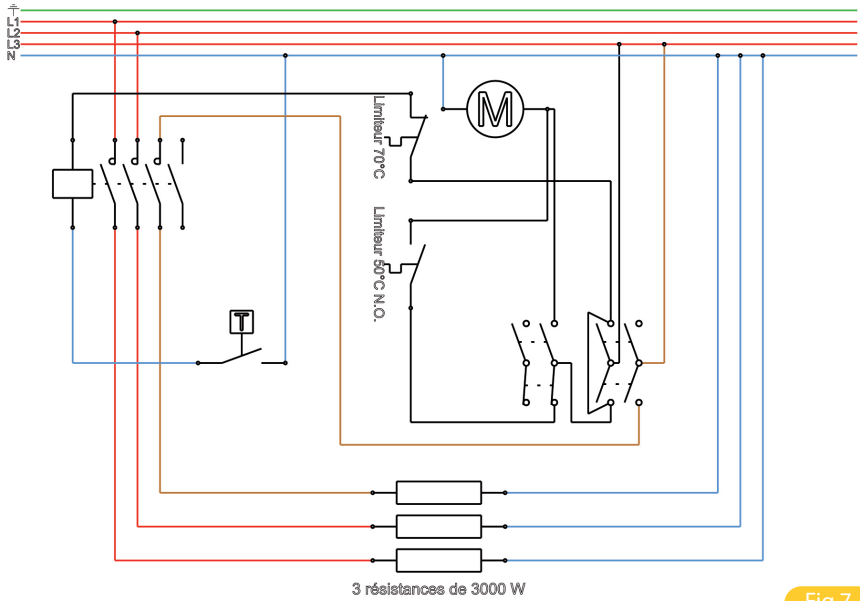 L1
L2
L3
N
M
Limiteur 70°C
Limiteur 50°C N.O.
T
3 résistances de 3000 W
Fig 7